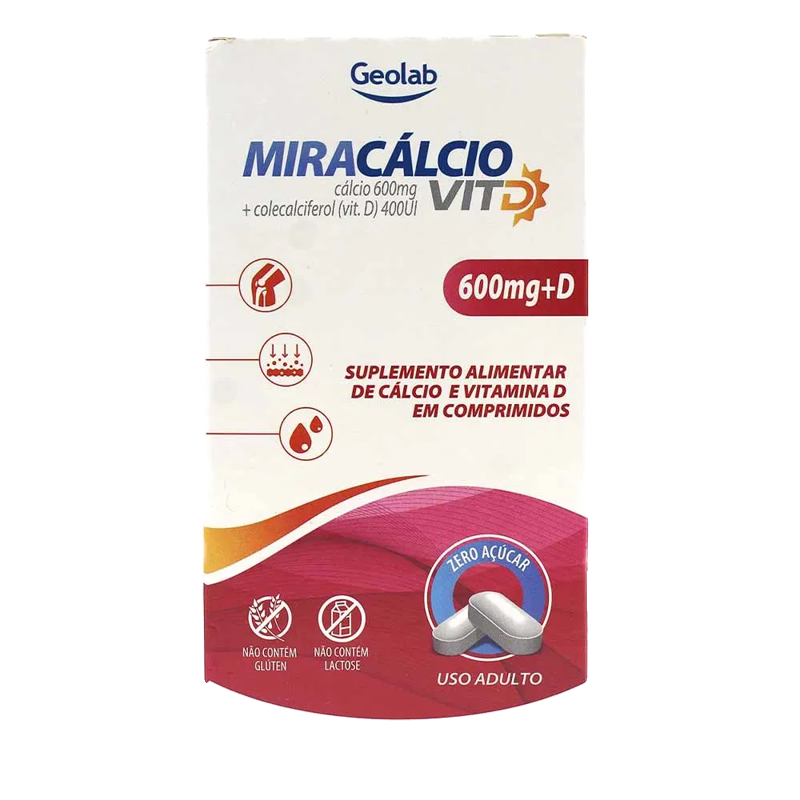 Geolab
MIRACÁLCIO
cálcio 600mg
+ colecalciferol (vit. D) 400UI
VIT D
600mg+D
SUPLEMENTO ALIMENTAR
DE CÁLCIO E VITAMINA D
EM COMPRIMIDOS
ZERO AÇÚCAR
NÃO CONTÉM
GLÚTEN
NÃO CONTÉM
LACTOSE
USO ADULTO